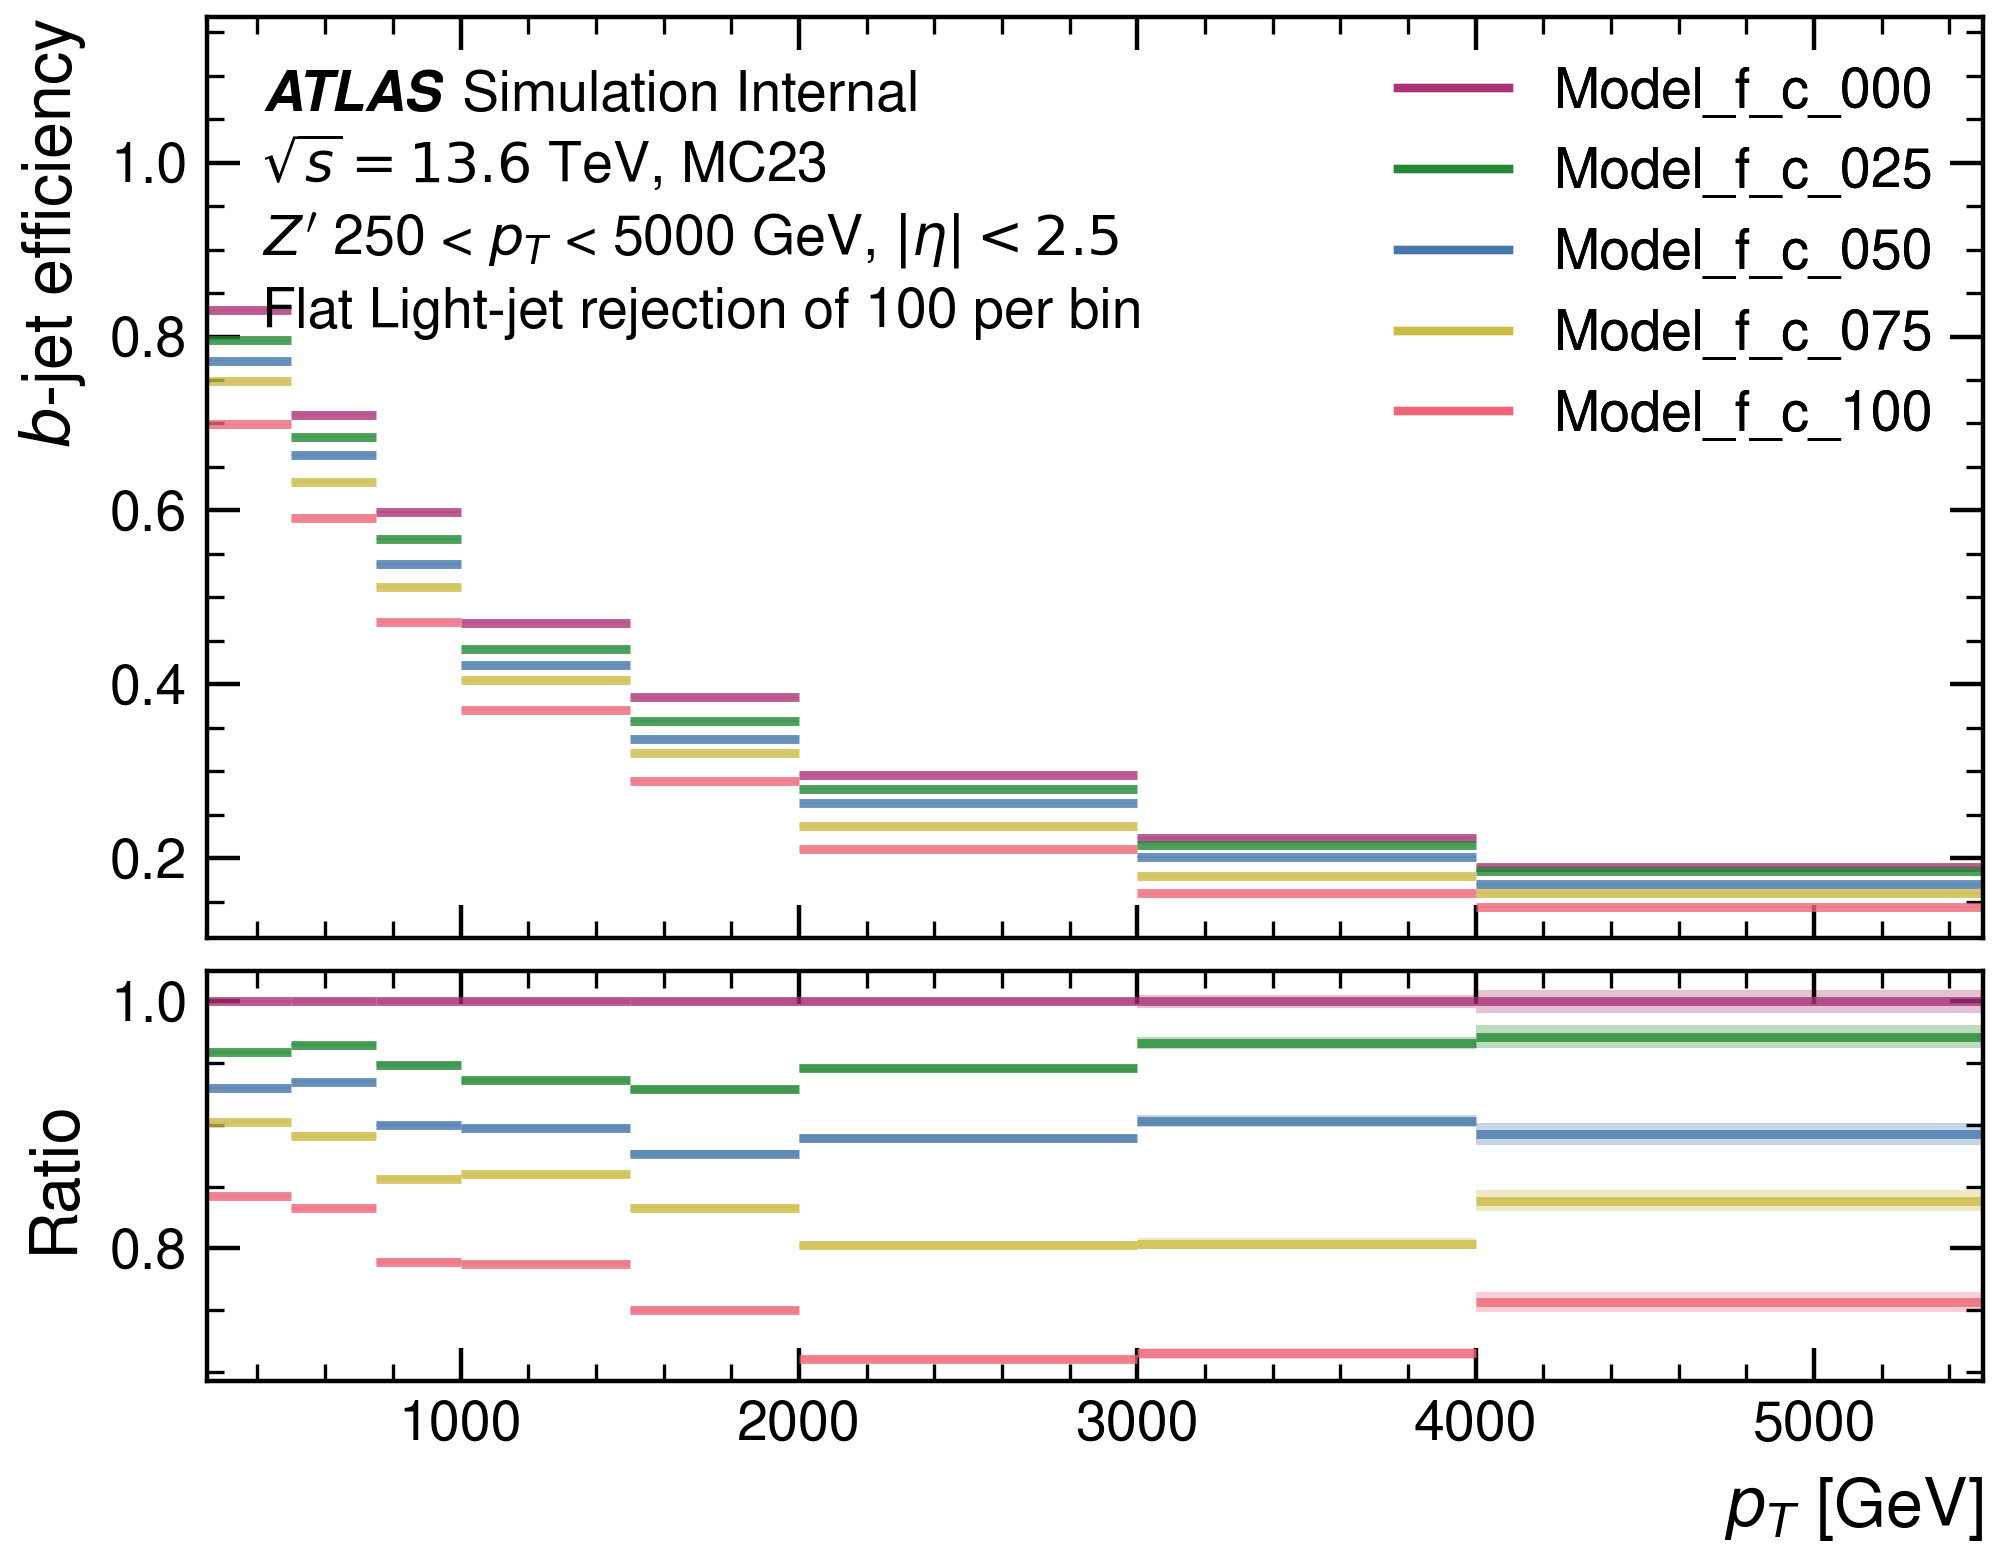 b-jet efficiency
ATLAS Simulation Internal
√s = 13.6 TeV, MC23
Z′ 250 < p_T < 5000 GeV, |η| < 2.5
Flat Light-jet rejection of 100 per bin
Model_f_c_000
Model_f_c_025
Model_f_c_050
Model_f_c_075
Model_f_c_100
1.0
0.8
0.6
0.4
0.2
Ratio
1.0
0.8
1000 2000 3000 4000 5000
p_T [GeV]